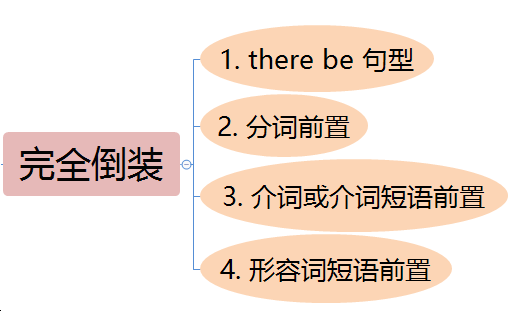 完全倒装
1. there be 句型
2. 分词前置
3. 介词或介词短语前置
4. 形容词短语前置